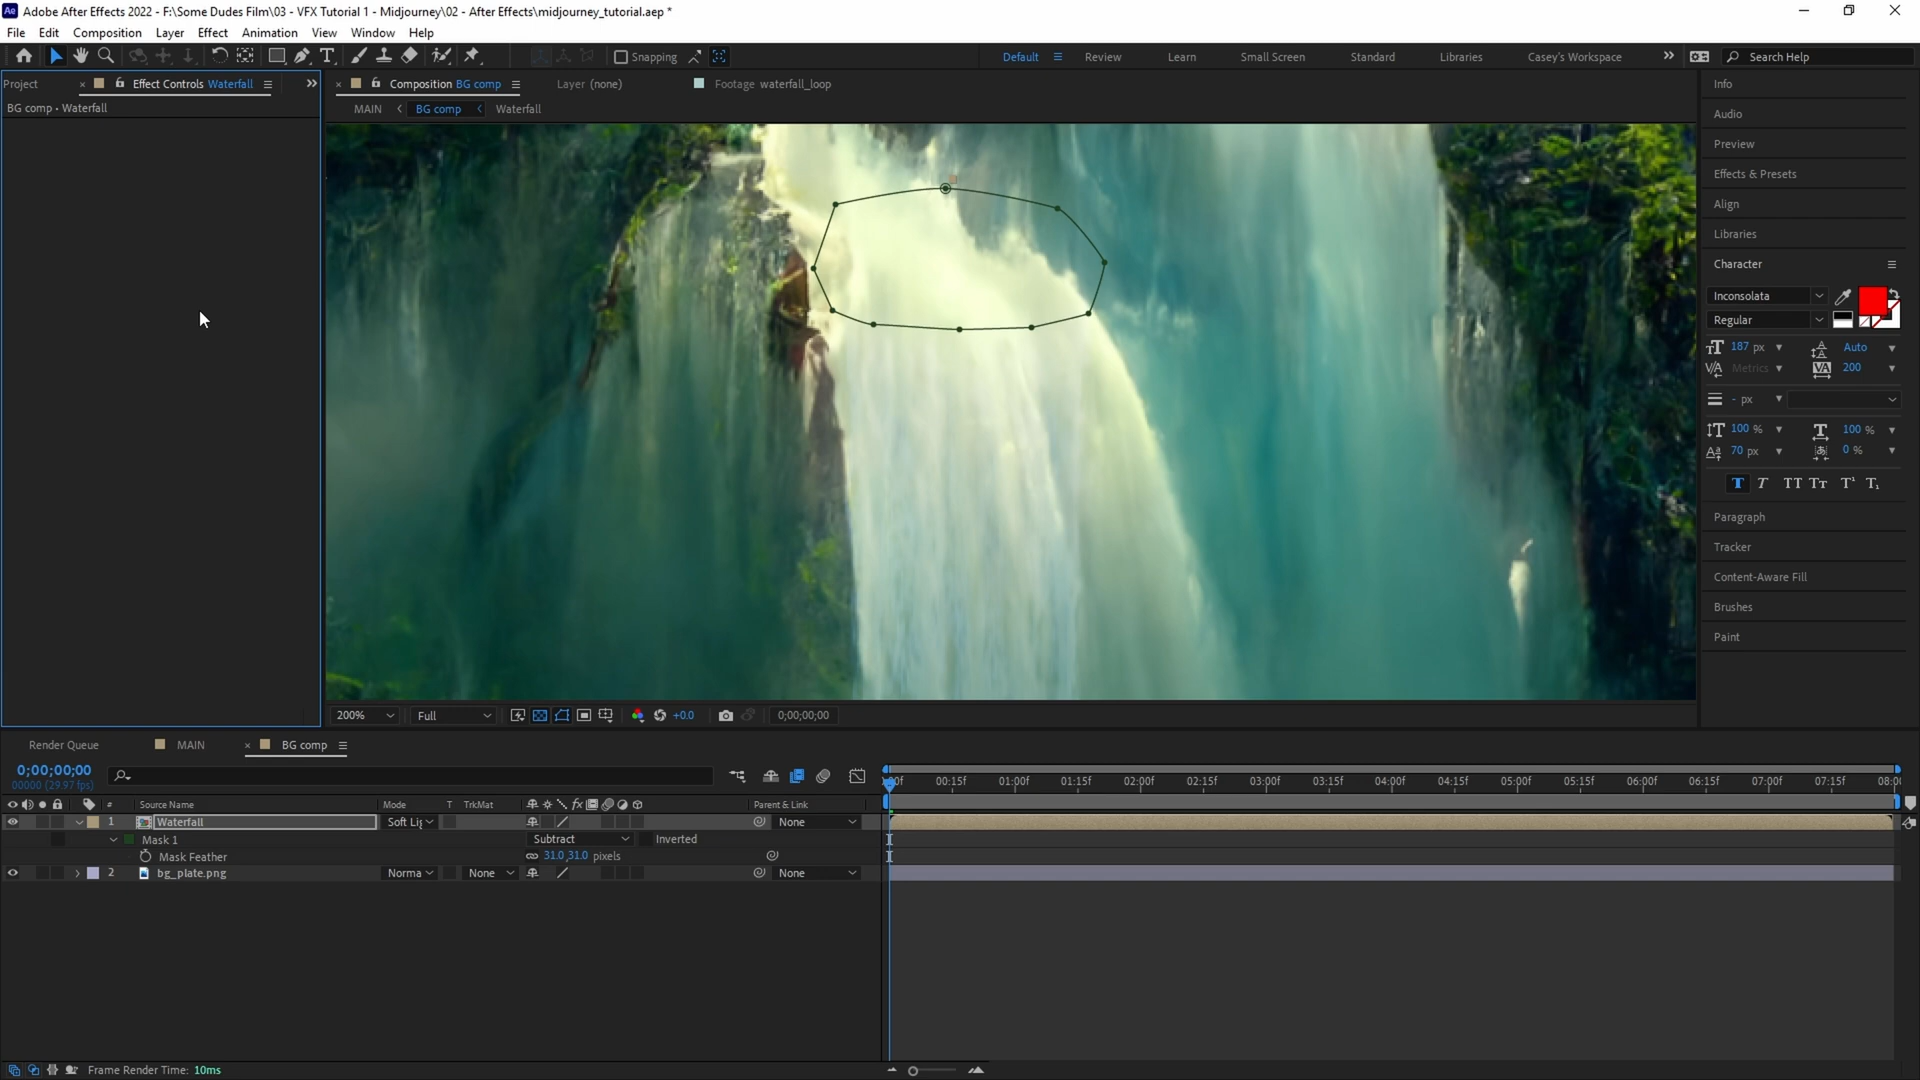 Adobe After Effects 2022 - F:\Some Dudes Film\03 - VFX Tutorial 1 - Midjourney\02 - After Effects\midjourney_tutorial.aep *
File Edit Composition Layer Effect Animation View Window Help
Snapping
Default Review Learn Small Screen Standard Libraries Casey's Workspace
Search Help
Project Effect Controls Waterfall
BG comp • Waterfall
Composition BG comp Layer (none) Footage waterfall_loop
MAIN BG comp Waterfall
Info
Audio
Preview
Effects & Presets
Align
Libraries
Character
Inconsolata
Regular
187 px Auto
Metrics 200
- px
100 % 100 %
70 px 0 %
T T TT Tt T¹ T₁
Paragraph
Tracker
Content-Aware Fill
Brushes
Paint
200% Full +0.0 0;00;00;00
Render Queue MAIN BG comp
0;00;00;00
00000 (29.97 fps)
00f 00:15f 01:00f 01:15f 02:00f 02:15f 03:00f 03:15f 04:00f 04:15f 05:00f 05:15f 06:00f 06:15f 07:00f 07:15f 08:00
# Source Name Mode T TrkMat Parent & Link
1 Waterfall Soft Lig None
Mask 1 Subtract Inverted
Mask Feather 31.0,31.0 pixels
2 bg_plate.png Norma None None
Frame Render Time: 10ms